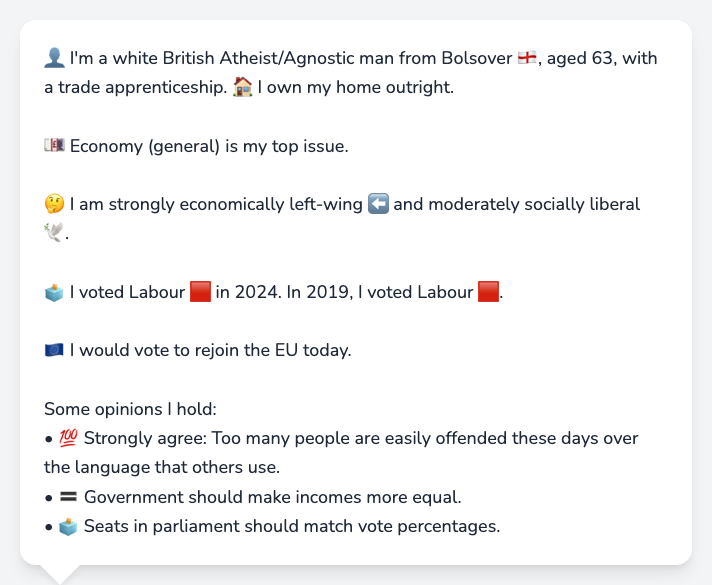 👤 I'm a white British Atheist/Agnostic man from Bolsover 🏴󠁧󠁢󠁥󠁮󠁧󠁿, aged 63, with
a trade apprenticeship. 🏠 I own my home outright.
💷 Economy (general) is my top issue.
🤔 I am strongly economically left-wing ⬅️ and moderately socially liberal
🕊️.
🗳️ I voted Labour 🟥 in 2024. In 2019, I voted Labour 🟥.
🇪🇺 I would vote to rejoin the EU today.
Some opinions I hold:
• 💯 Strongly agree: Too many people are easily offended these days over
the language that others use.
• 🟰 Government should make incomes more equal.
• 🗳️ Seats in parliament should match vote percentages.